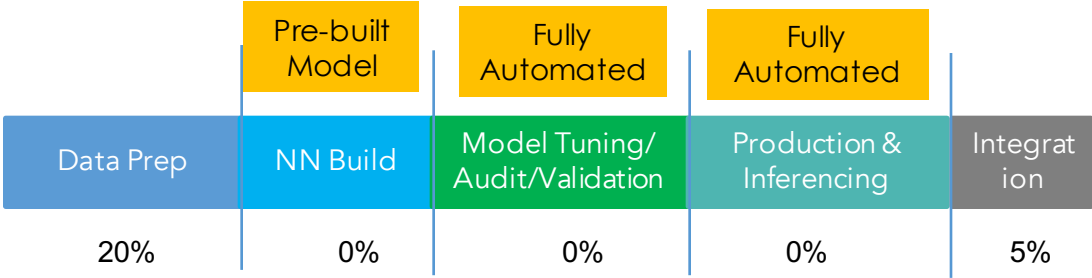 Pre-built
Model
Fully
Automated
Fully
Automated
Data Prep
NN Build
Model Tuning/
Audit/Validation
Production &
Inferencing
Integrat
ion
20%
0%
0%
0%
5%